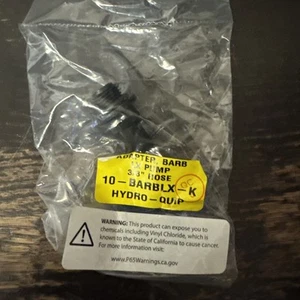 ADAPTER, BARB
PUMP
3/8" HOSE
10-BARBLX-K
HYDRO-QUIP
WARNING: This product can expose you to
chemicals including Vinyl Chloride, which is
known to the State of California to cause cancer.
For more information visit:
www.P65Warnings.ca.gov